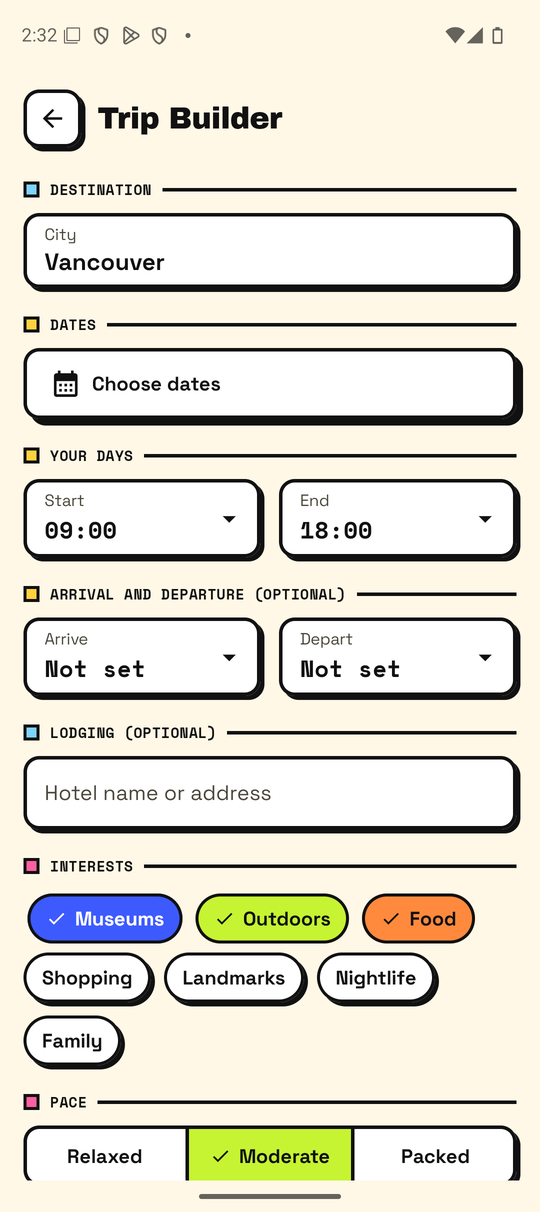 2:32
Trip Builder
DESTINATION
City
Vancouver
DATES
Choose dates
YOUR DAYS
Start End
09:00 18:00
ARRIVAL AND DEPARTURE (OPTIONAL)
Arrive Depart
Not set Not set
LODGING (OPTIONAL)
Hotel name or address
INTERESTS
Museums Outdoors Food
Shopping Landmarks Nightlife
Family
PACE
Relaxed Moderate Packed